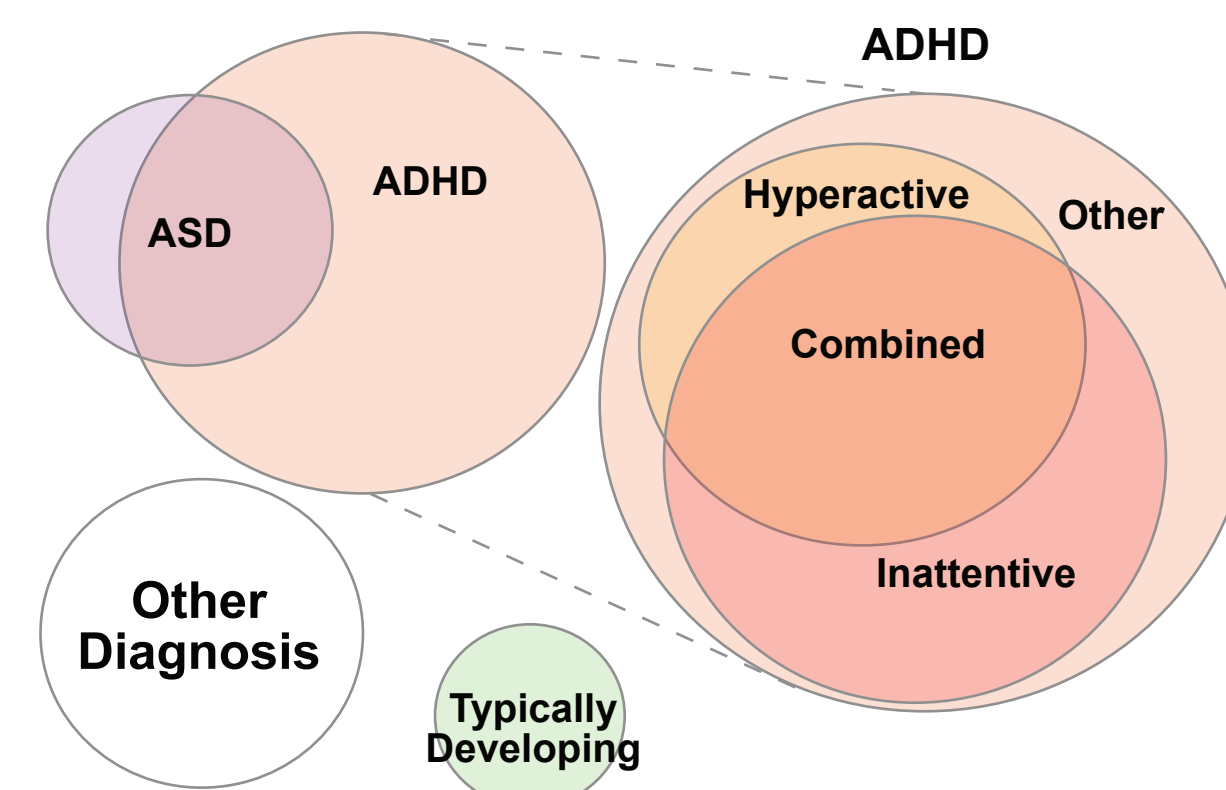 ADHD
ADHD
ASD
Hyperactive
Other
Combined
Inattentive
Other
Diagnosis
Typically
Developing